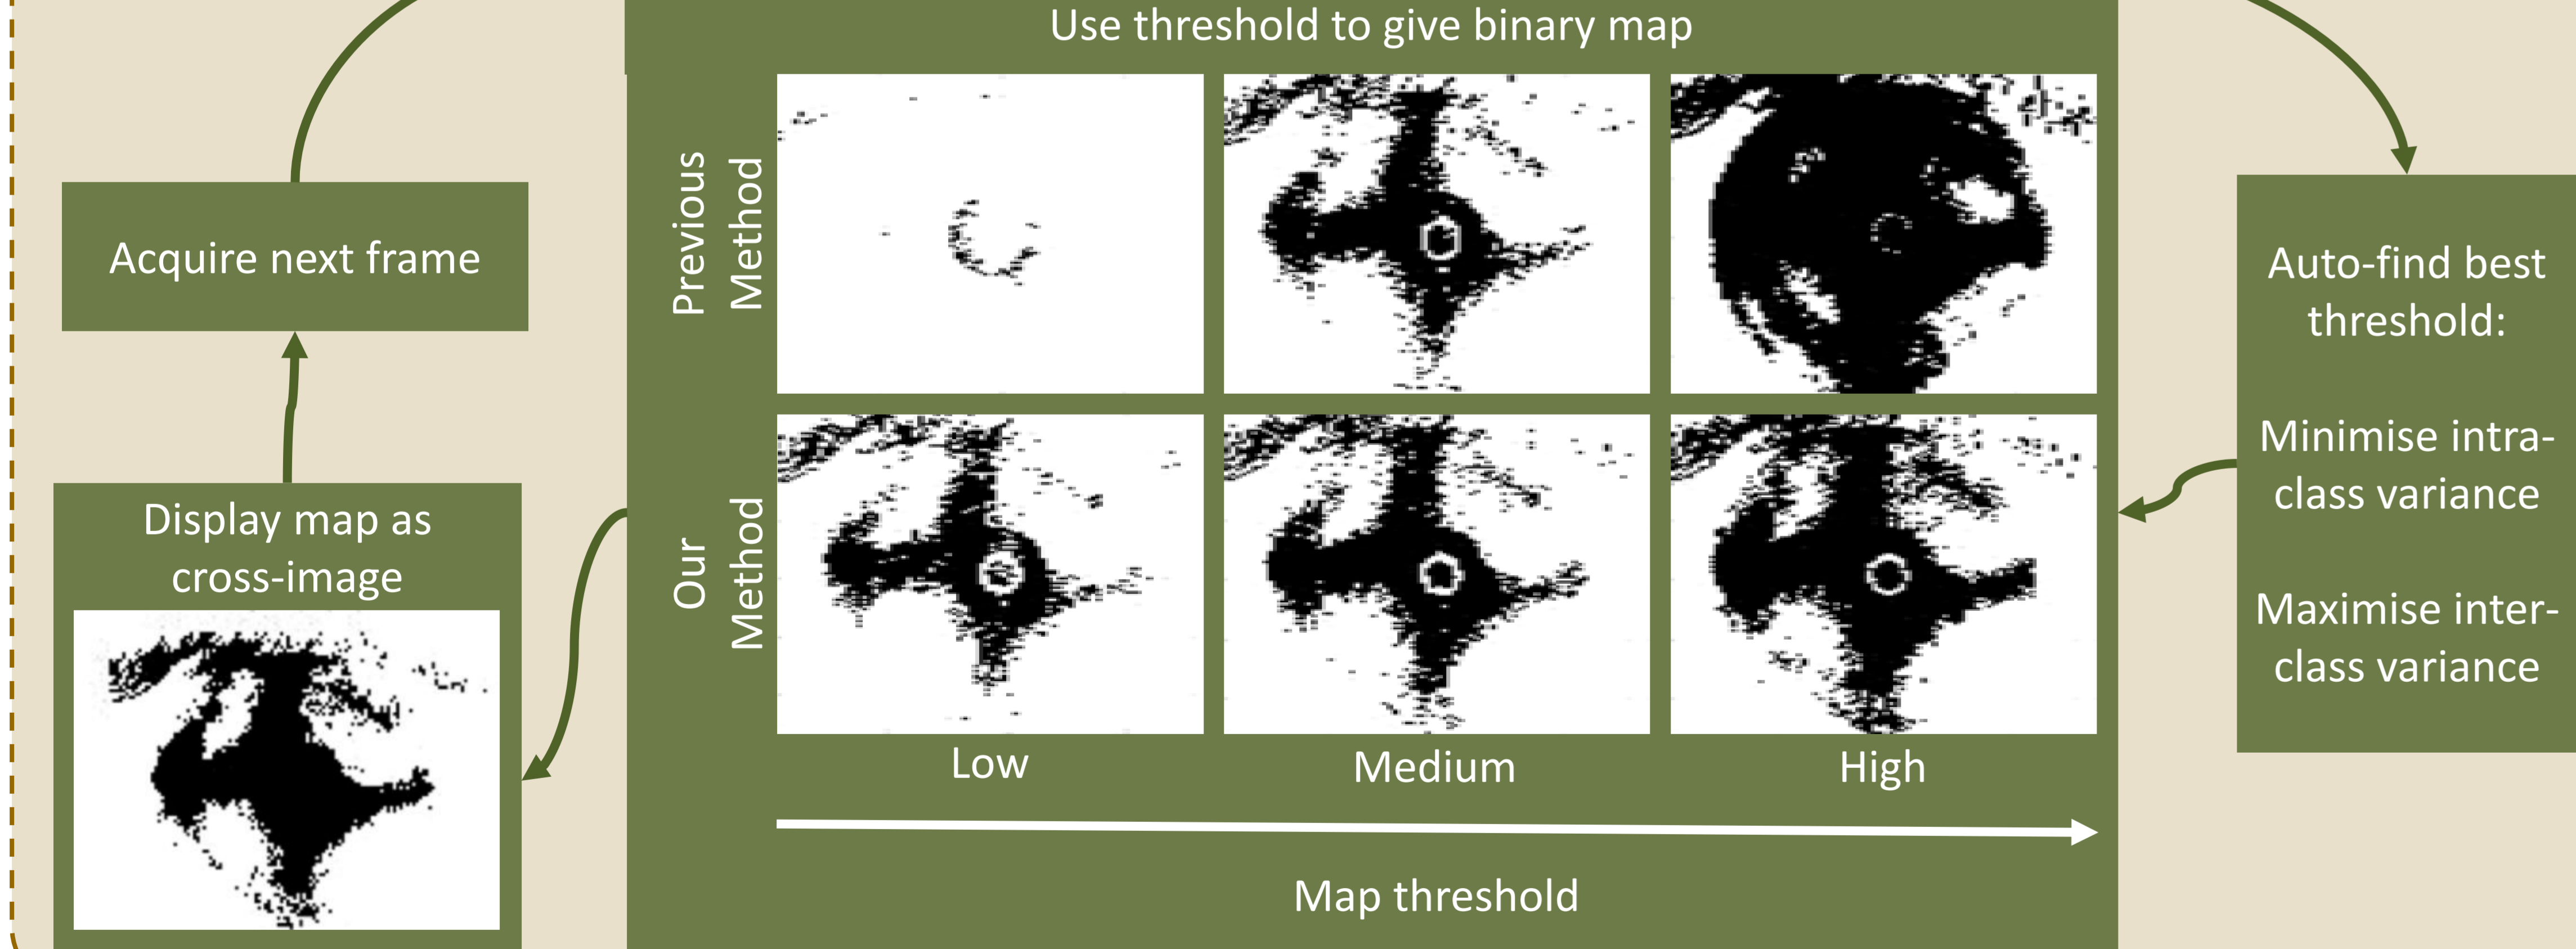 Use threshold to give binary map
Previous
Method
Our
Method
Low
Medium
High
Map threshold
Acquire next frame
Display map as
cross-image
Auto-find best
threshold:
Minimise intra-
class variance
Maximise inter-
class variance